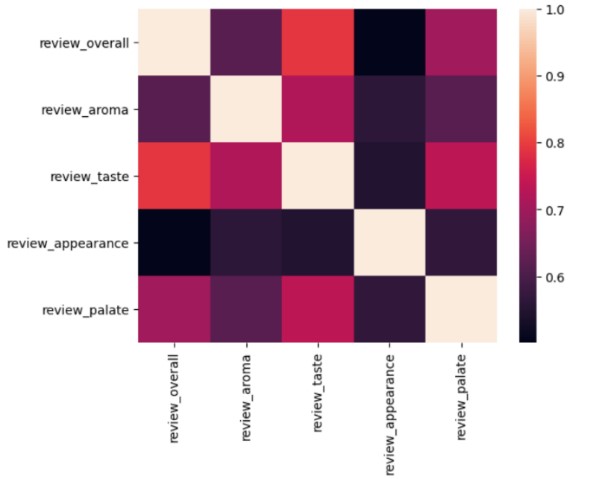 review_overall
review_aroma
review_taste
review_appearance
review_palate
1.0
0.9
0.8
0.7
0.6
review_overall
review_aroma
review_taste
review_appearance
review_palate